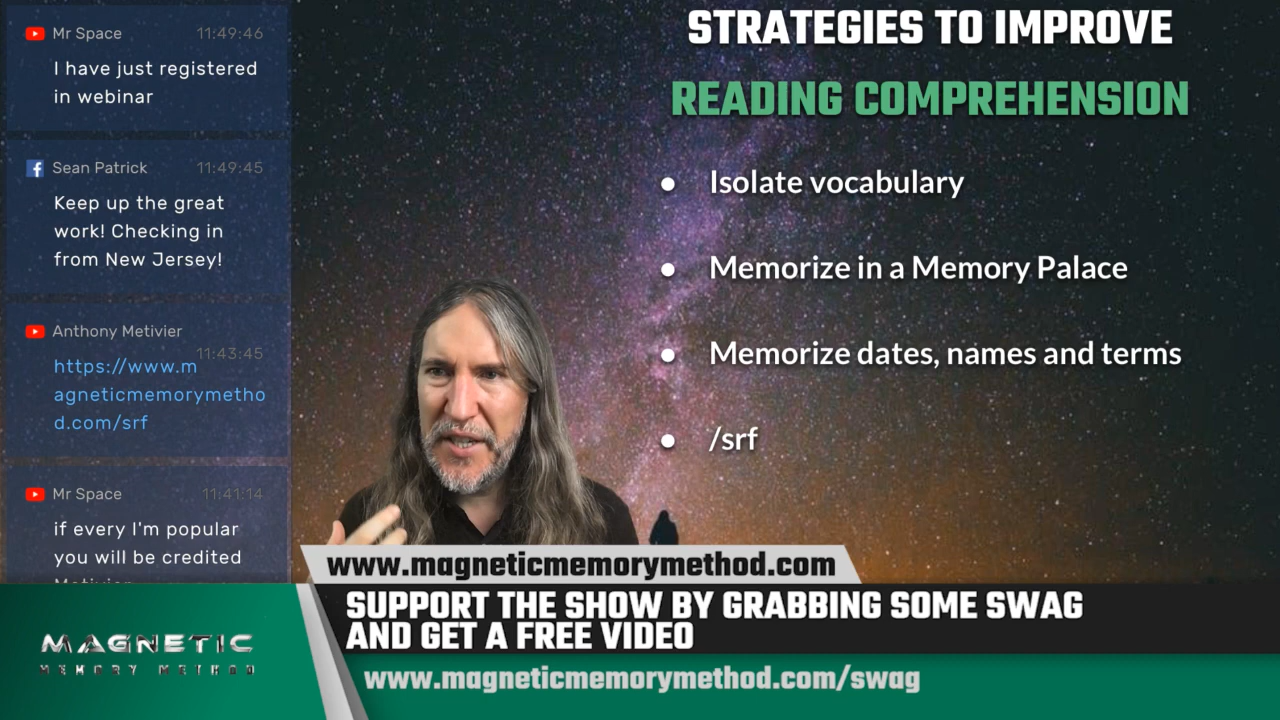 Mr Space 11:49:46
I have just registered
in webinar
Sean Patrick 11:49:45
Keep up the great
work! Checking in
from New Jersey!
Anthony Metivier
11:43:45
https://www.m
agneticmemorymetho
d.com/srf
Mr Space 11:41:14
if every I'm popular
you will be credited
Metivier
STRATEGIES TO IMPROVE
READING COMPREHENSION
• Isolate vocabulary
• Memorize in a Memory Palace
• Memorize dates, names and terms
• /srf
www.magneticmemorymethod.com
SUPPORT THE SHOW BY GRABBING SOME SWAG
AND GET A FREE VIDEO
www.magneticmemorymethod.com/swag
MAGNETIC
MEMORY METHOD